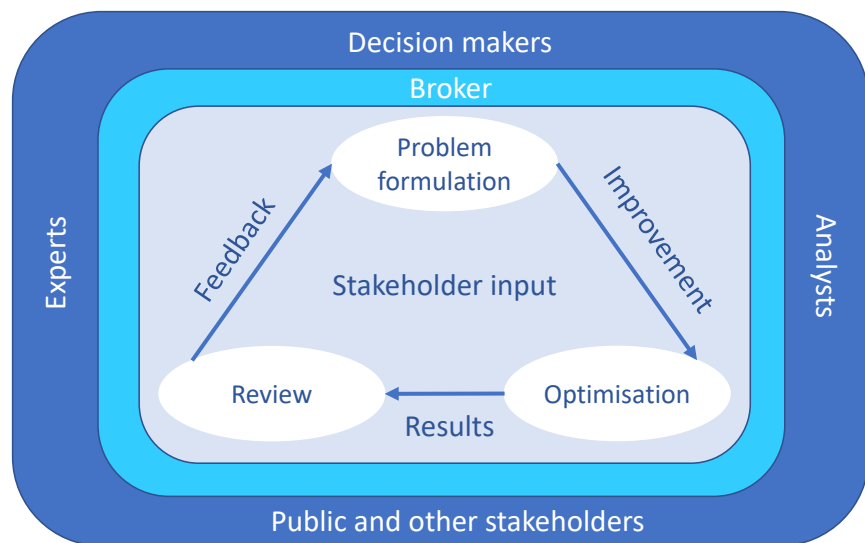 Decision makers
Broker
Problem
formulation
Improvement
Feedback
Experts
Analysts
Stakeholder input
Review
Optimisation
Results
Public and other stakeholders